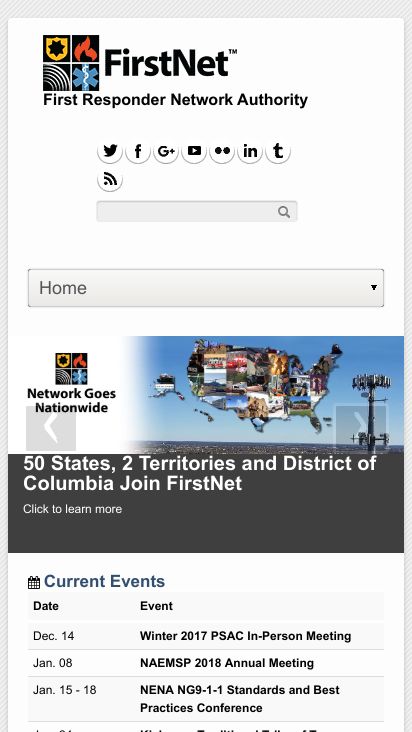 FirstNet™
First Responder Network Authority
Home
Network Goes
Nationwide
50 States, 2 Territories and District of
Columbia Join FirstNet
Click to learn more
Current Events
Date Event
Dec. 14 Winter 2017 PSAC In-Person Meeting
Jan. 08 NAEMSP 2018 Annual Meeting
Jan. 15 - 18 NENA NG9-1-1 Standards and Best
Practices Conference